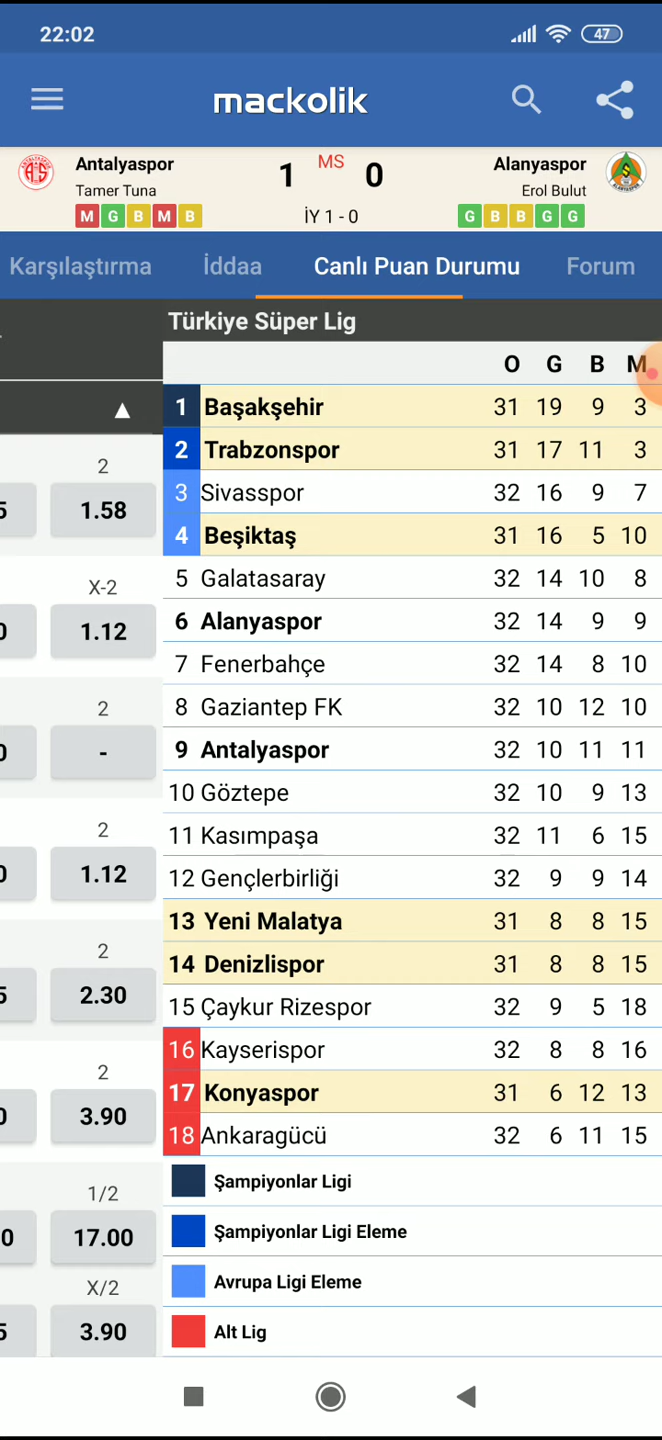 22:02
47
mackolik
Antalyaspor 1 MS 0 Alanyaspor
Tamer Tuna Erol Bulut
M G B M B İY 1 - 0 G B B G G
Karşılaştırma İddaa Canlı Puan Durumu Forum
Türkiye Süper Lig
O G B M
1 Başakşehir 31 19 9 3
2 Trabzonspor 31 17 11 3
3 Sivasspor 32 16 9 7
4 Beşiktaş 31 16 5 10
5 Galatasaray 32 14 10 8
6 Alanyaspor 32 14 9 9
7 Fenerbahçe 32 14 8 10
8 Gaziantep FK 32 10 12 10
9 Antalyaspor 32 10 11 11
10 Göztepe 32 10 9 13
11 Kasımpaşa 32 11 6 15
12 Gençlerbirliği 32 9 9 14
13 Yeni Malatya 31 8 8 15
14 Denizlispor 31 8 8 15
15 Çaykur Rizespor 32 9 5 18
16 Kayserispor 32 8 8 16
17 Konyaspor 31 6 12 13
18 Ankaragücü 32 6 11 15
Şampiyonlar Ligi
Şampiyonlar Ligi Eleme
Avrupa Ligi Eleme
Alt Lig
2
5 1.58
X-2
0 1.12
2
0 -
2
0 1.12
2
5 2.30
2
0 3.90
1/2
0 17.00
X/2
5 3.90